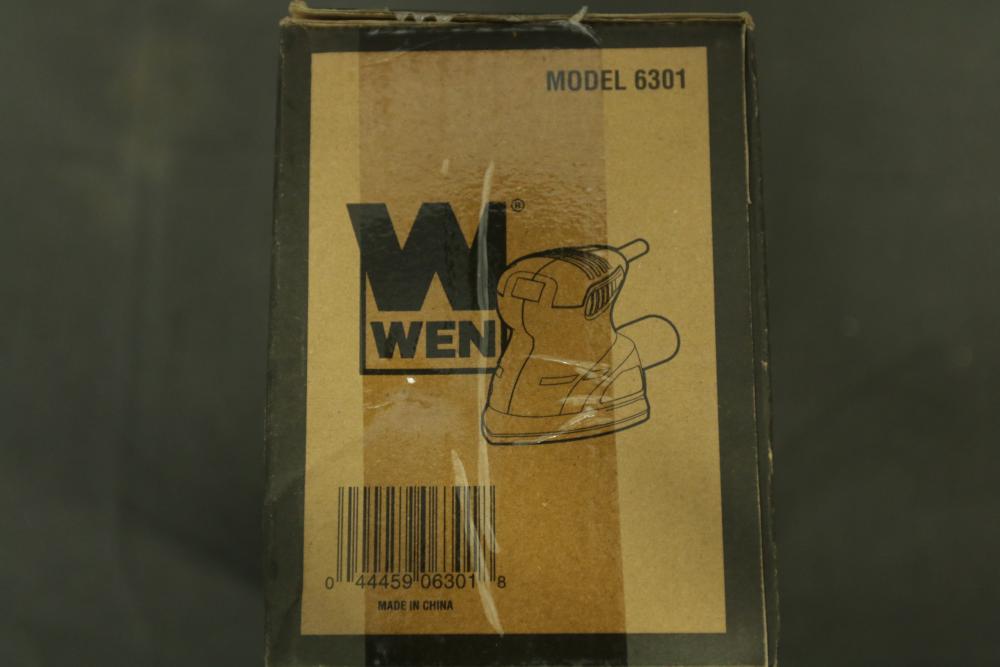 MODEL 6301
W ®
WEN
0 44459 06301 8
MADE IN CHINA